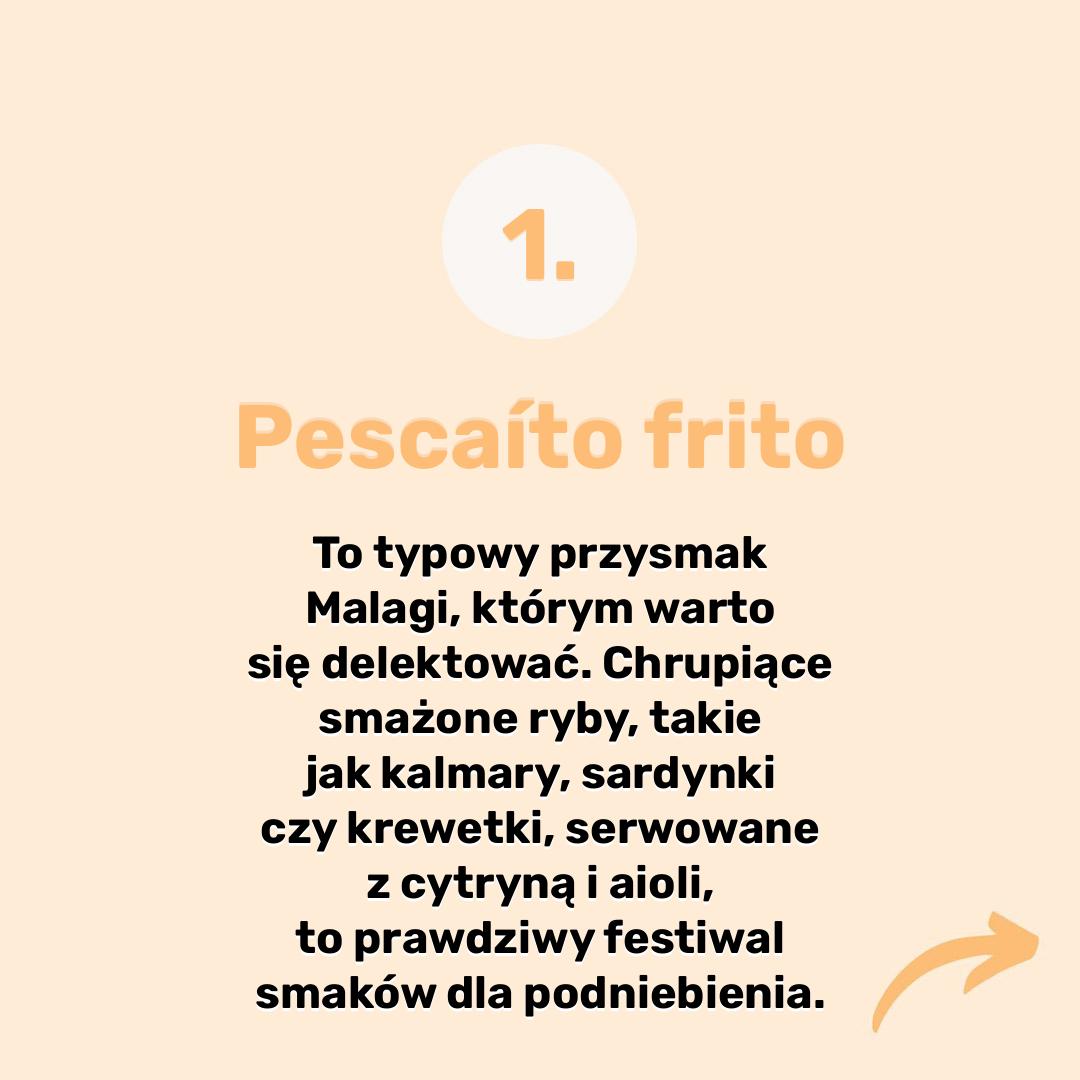 1.
Pescaíto frito
To typowy przysmak
Malagi, którym warto
się delektować. Chrupiące
smażone ryby, takie
jak kalmary, sardynki
czy krewetki, serwowane
z cytryną i aioli,
to prawdziwy festiwal
smaków dla podniebienia.